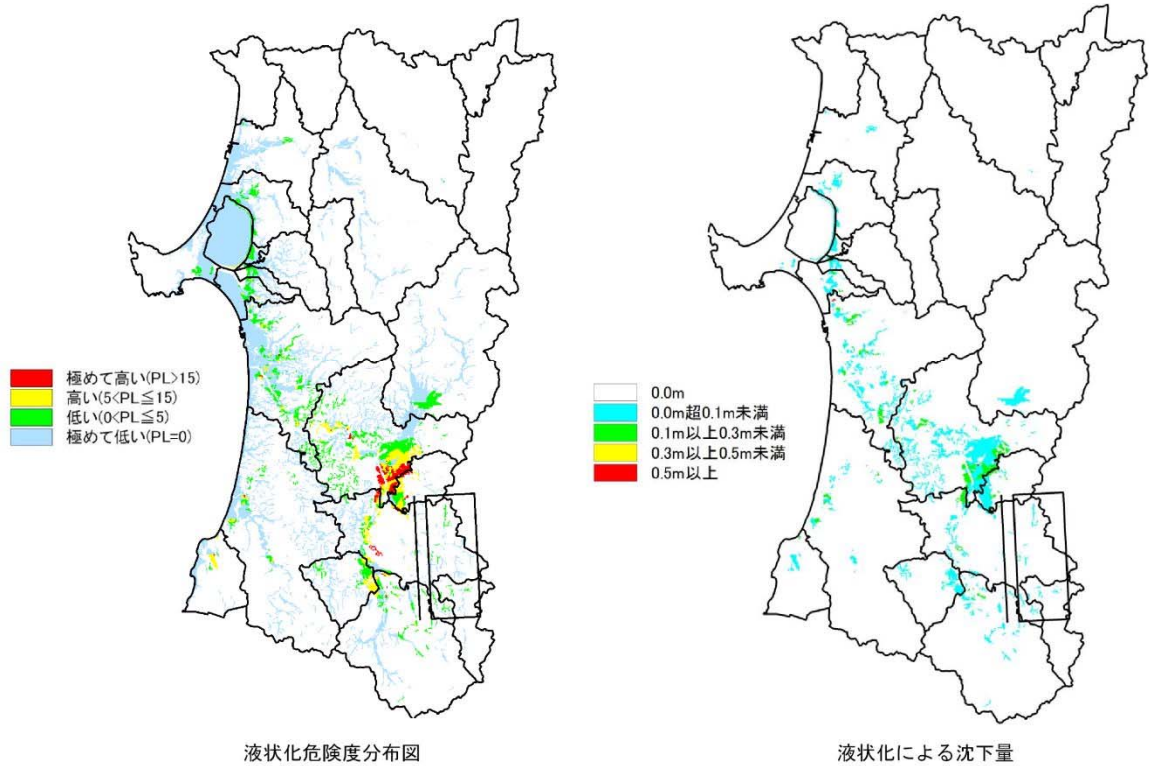 極めて高い(PL>15)
高い(5<PL≦15)
低い(0<PL≦5)
極めて低い(PL=0)
液状化危険度分布図
0.0m
0.0m超0.1m未満
0.1m以上0.3m未満
0.3m以上0.5m未満
0.5m以上
液状化による沈下量